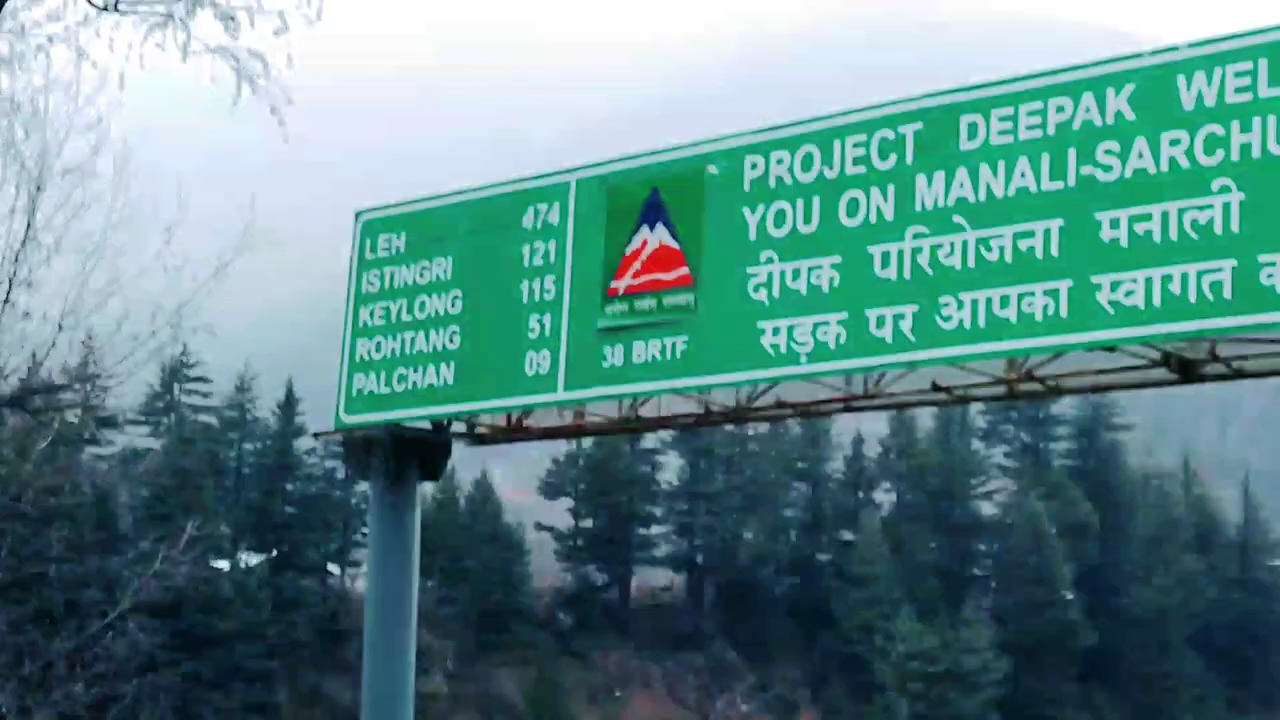 LEH 474
ISTINGRI 121
KEYLONG 115
ROHTANG 51
PALCHAN 09
38 BRTF
PROJECT DEEPAK WEL
YOU ON MANALI-SARCHU
दीपक परियोजना मनाली
सड़क पर आपका स्वागत क